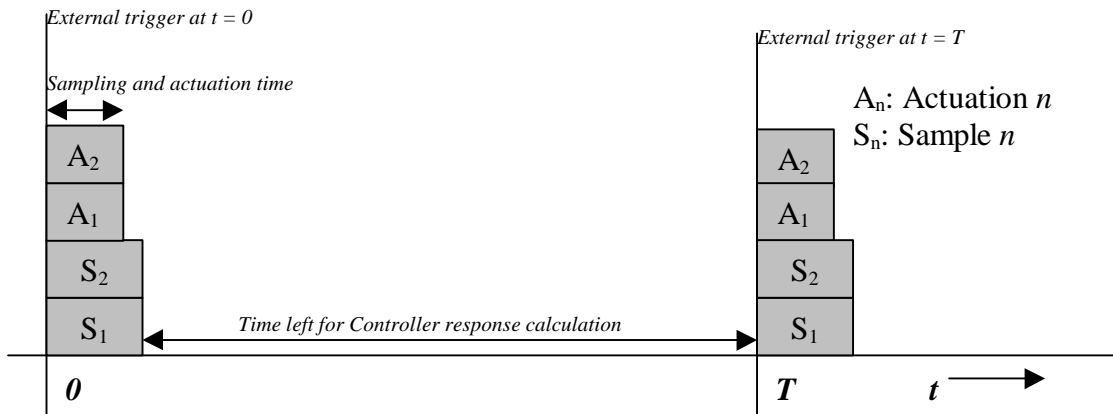 External trigger at t = 0
External trigger at t = T
Sampling and actuation time
Aₙ: Actuation n
Sₙ: Sample n
A₂
A₂
A₁
A₁
S₂
S₂
Time left for Controller response calculation
S₁
S₁
0
T
t